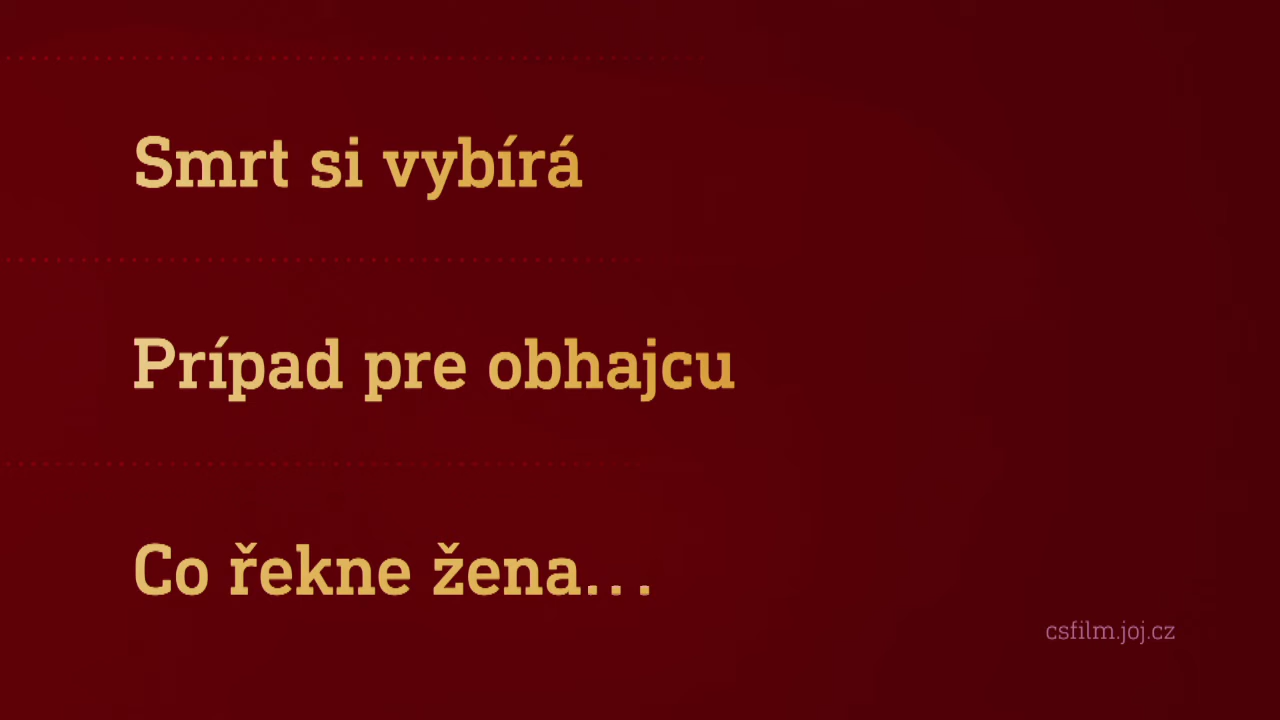 Smrt si vybírá
Prípad pre obhajcu
Co řekne žena...
csfilm.joj.cz